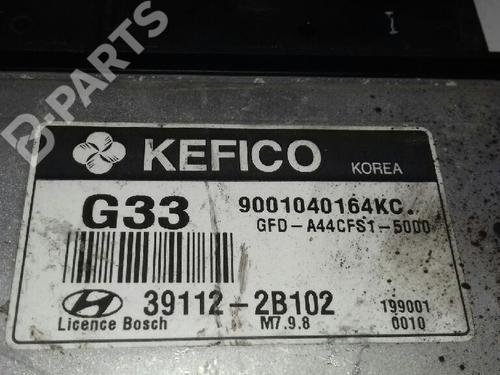 B-PARTS
KEFICO KOREA
G33 9001040164KC.
GFD-A44CFS1-5000
39112-2B102 199001
Licence Bosch M7.9.8 0010